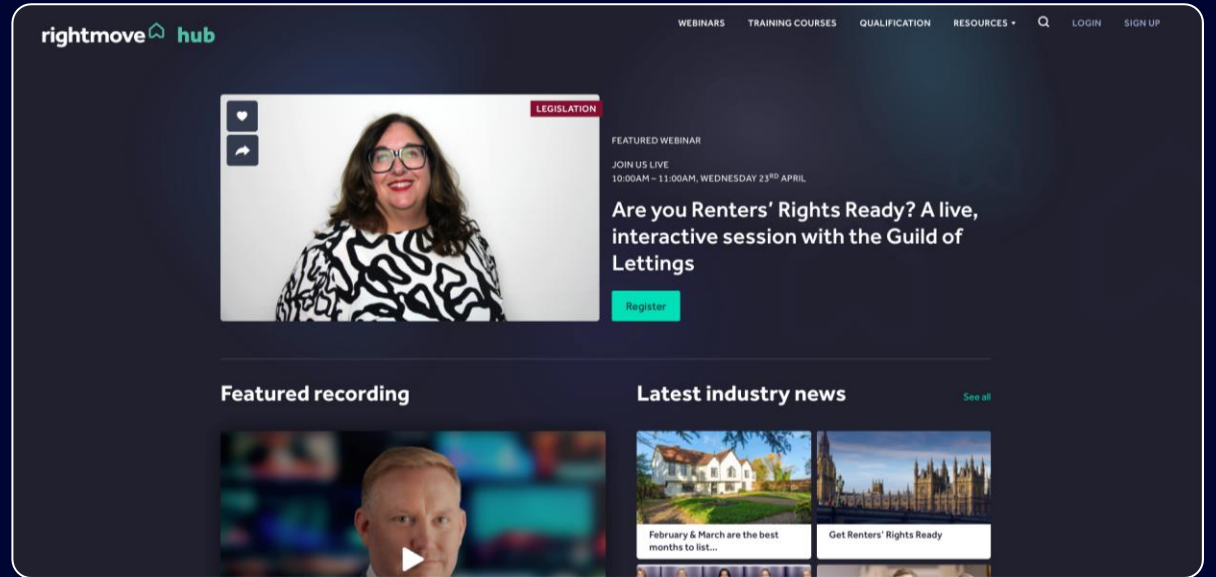 rightmove hub
WEBINARS TRAINING COURSES QUALIFICATION RESOURCES LOGIN SIGN UP
LEGISLATION
FEATURED WEBINAR
JOIN US LIVE
10:00AM – 11:00AM, WEDNESDAY 23RD APRIL
Are you Renters' Rights Ready? A live,
interactive session with the Guild of
Lettings
Register
Featured recording
Latest industry news
See all
February & March are the best
months to list...
Get Renters' Rights Ready